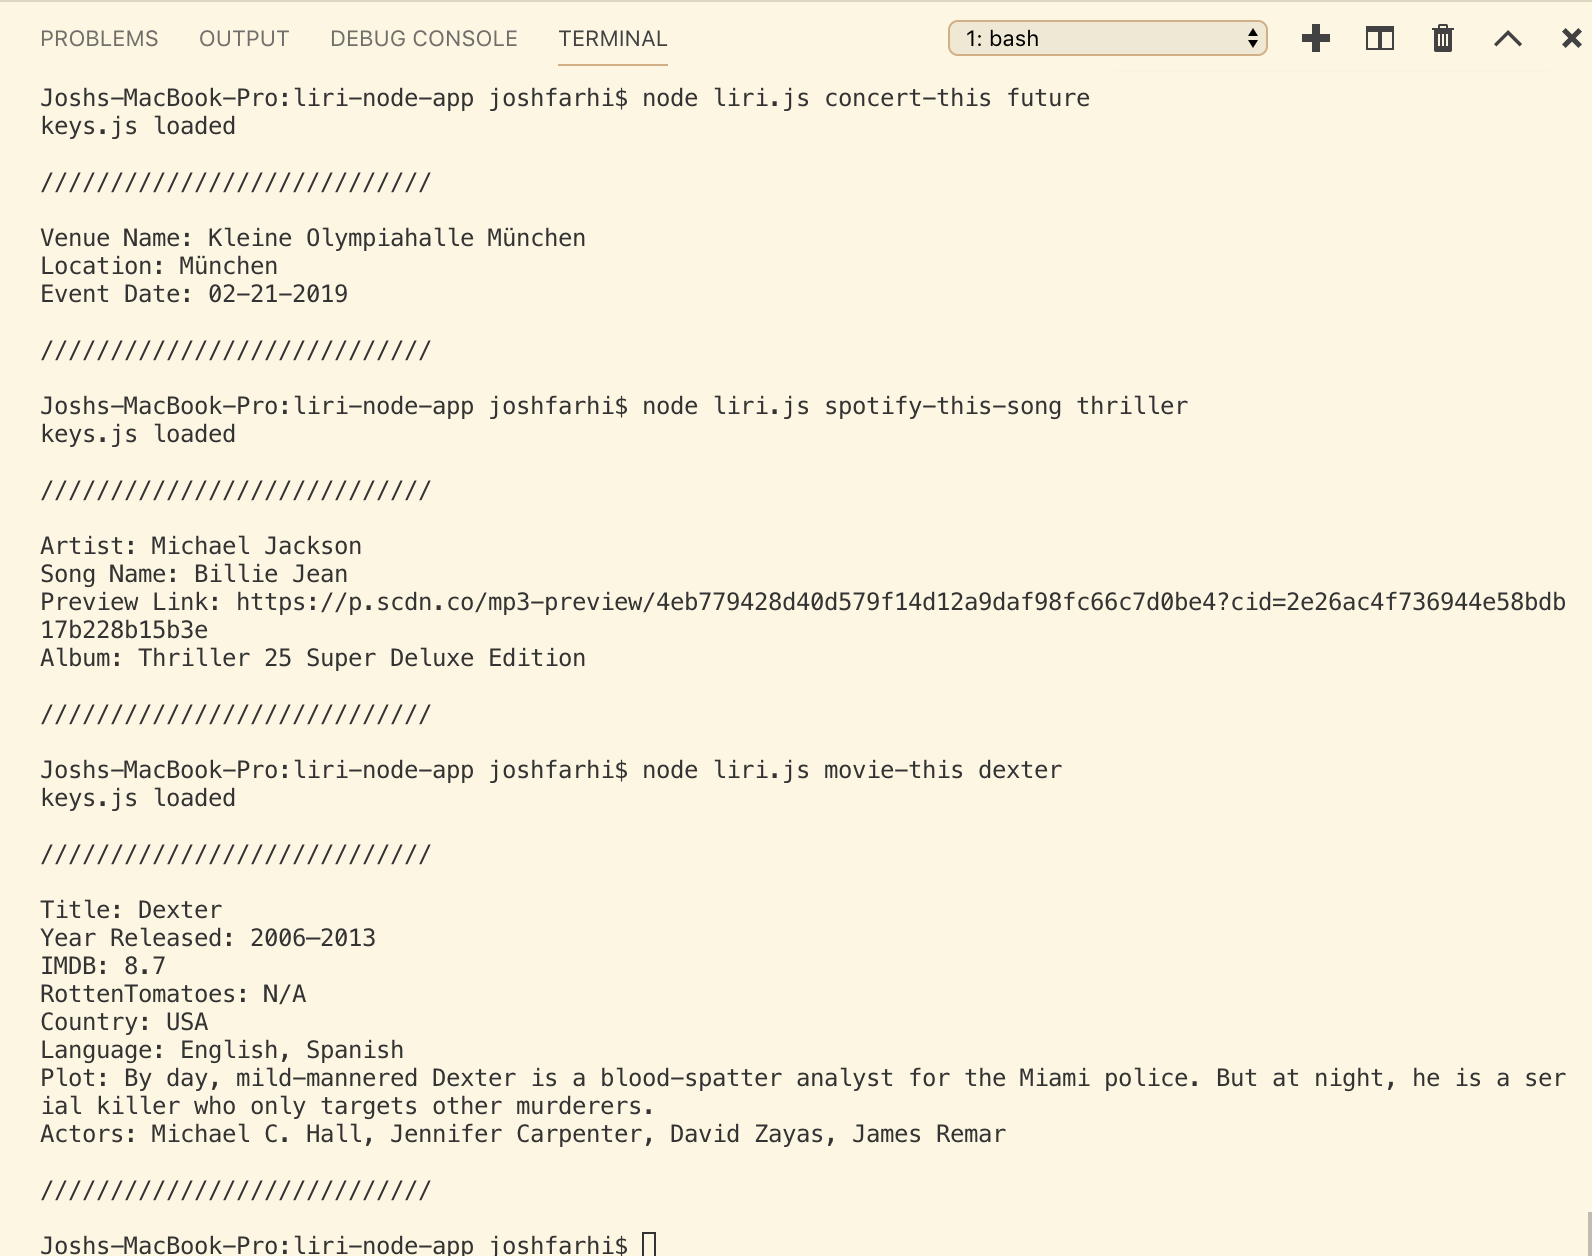 PROBLEMS OUTPUT DEBUG CONSOLE TERMINAL 1: bash
Joshs-MacBook-Pro:liri-node-app joshfarhi$ node liri.js concert-this future
keys.js loaded
////////////////////////////
Venue Name: Kleine Olympiahalle München
Location: München
Event Date: 02-21-2019
////////////////////////////
Joshs-MacBook-Pro:liri-node-app joshfarhi$ node liri.js spotify-this-song thriller
keys.js loaded
////////////////////////////
Artist: Michael Jackson
Song Name: Billie Jean
Preview Link: https://p.scdn.co/mp3-preview/4eb779428d40d579f14d12a9daf98fc66c7d0be4?cid=2e26ac4f736944e58bdb
17b228b15b3e
Album: Thriller 25 Super Deluxe Edition
////////////////////////////
Joshs-MacBook-Pro:liri-node-app joshfarhi$ node liri.js movie-this dexter
keys.js loaded
////////////////////////////
Title: Dexter
Year Released: 2006–2013
IMDB: 8.7
RottenTomatoes: N/A
Country: USA
Language: English, Spanish
Plot: By day, mild-mannered Dexter is a blood-spatter analyst for the Miami police. But at night, he is a ser
ial killer who only targets other murderers.
Actors: Michael C. Hall, Jennifer Carpenter, David Zayas, James Remar
////////////////////////////
Joshs-MacBook-Pro:liri-node-app joshfarhi$